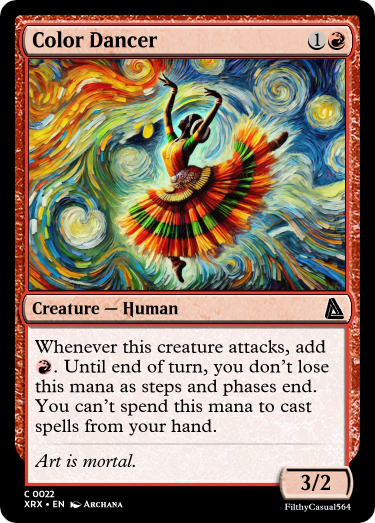 Color Dancer
1
Creature — Human
Whenever this creature attacks, add
. Until end of turn, you don't lose
this mana as steps and phases end.
You can't spend this mana to cast
spells from your hand.
Art is mortal.
3/2
C 0022
XRX • EN Archana
FilthyCasual564